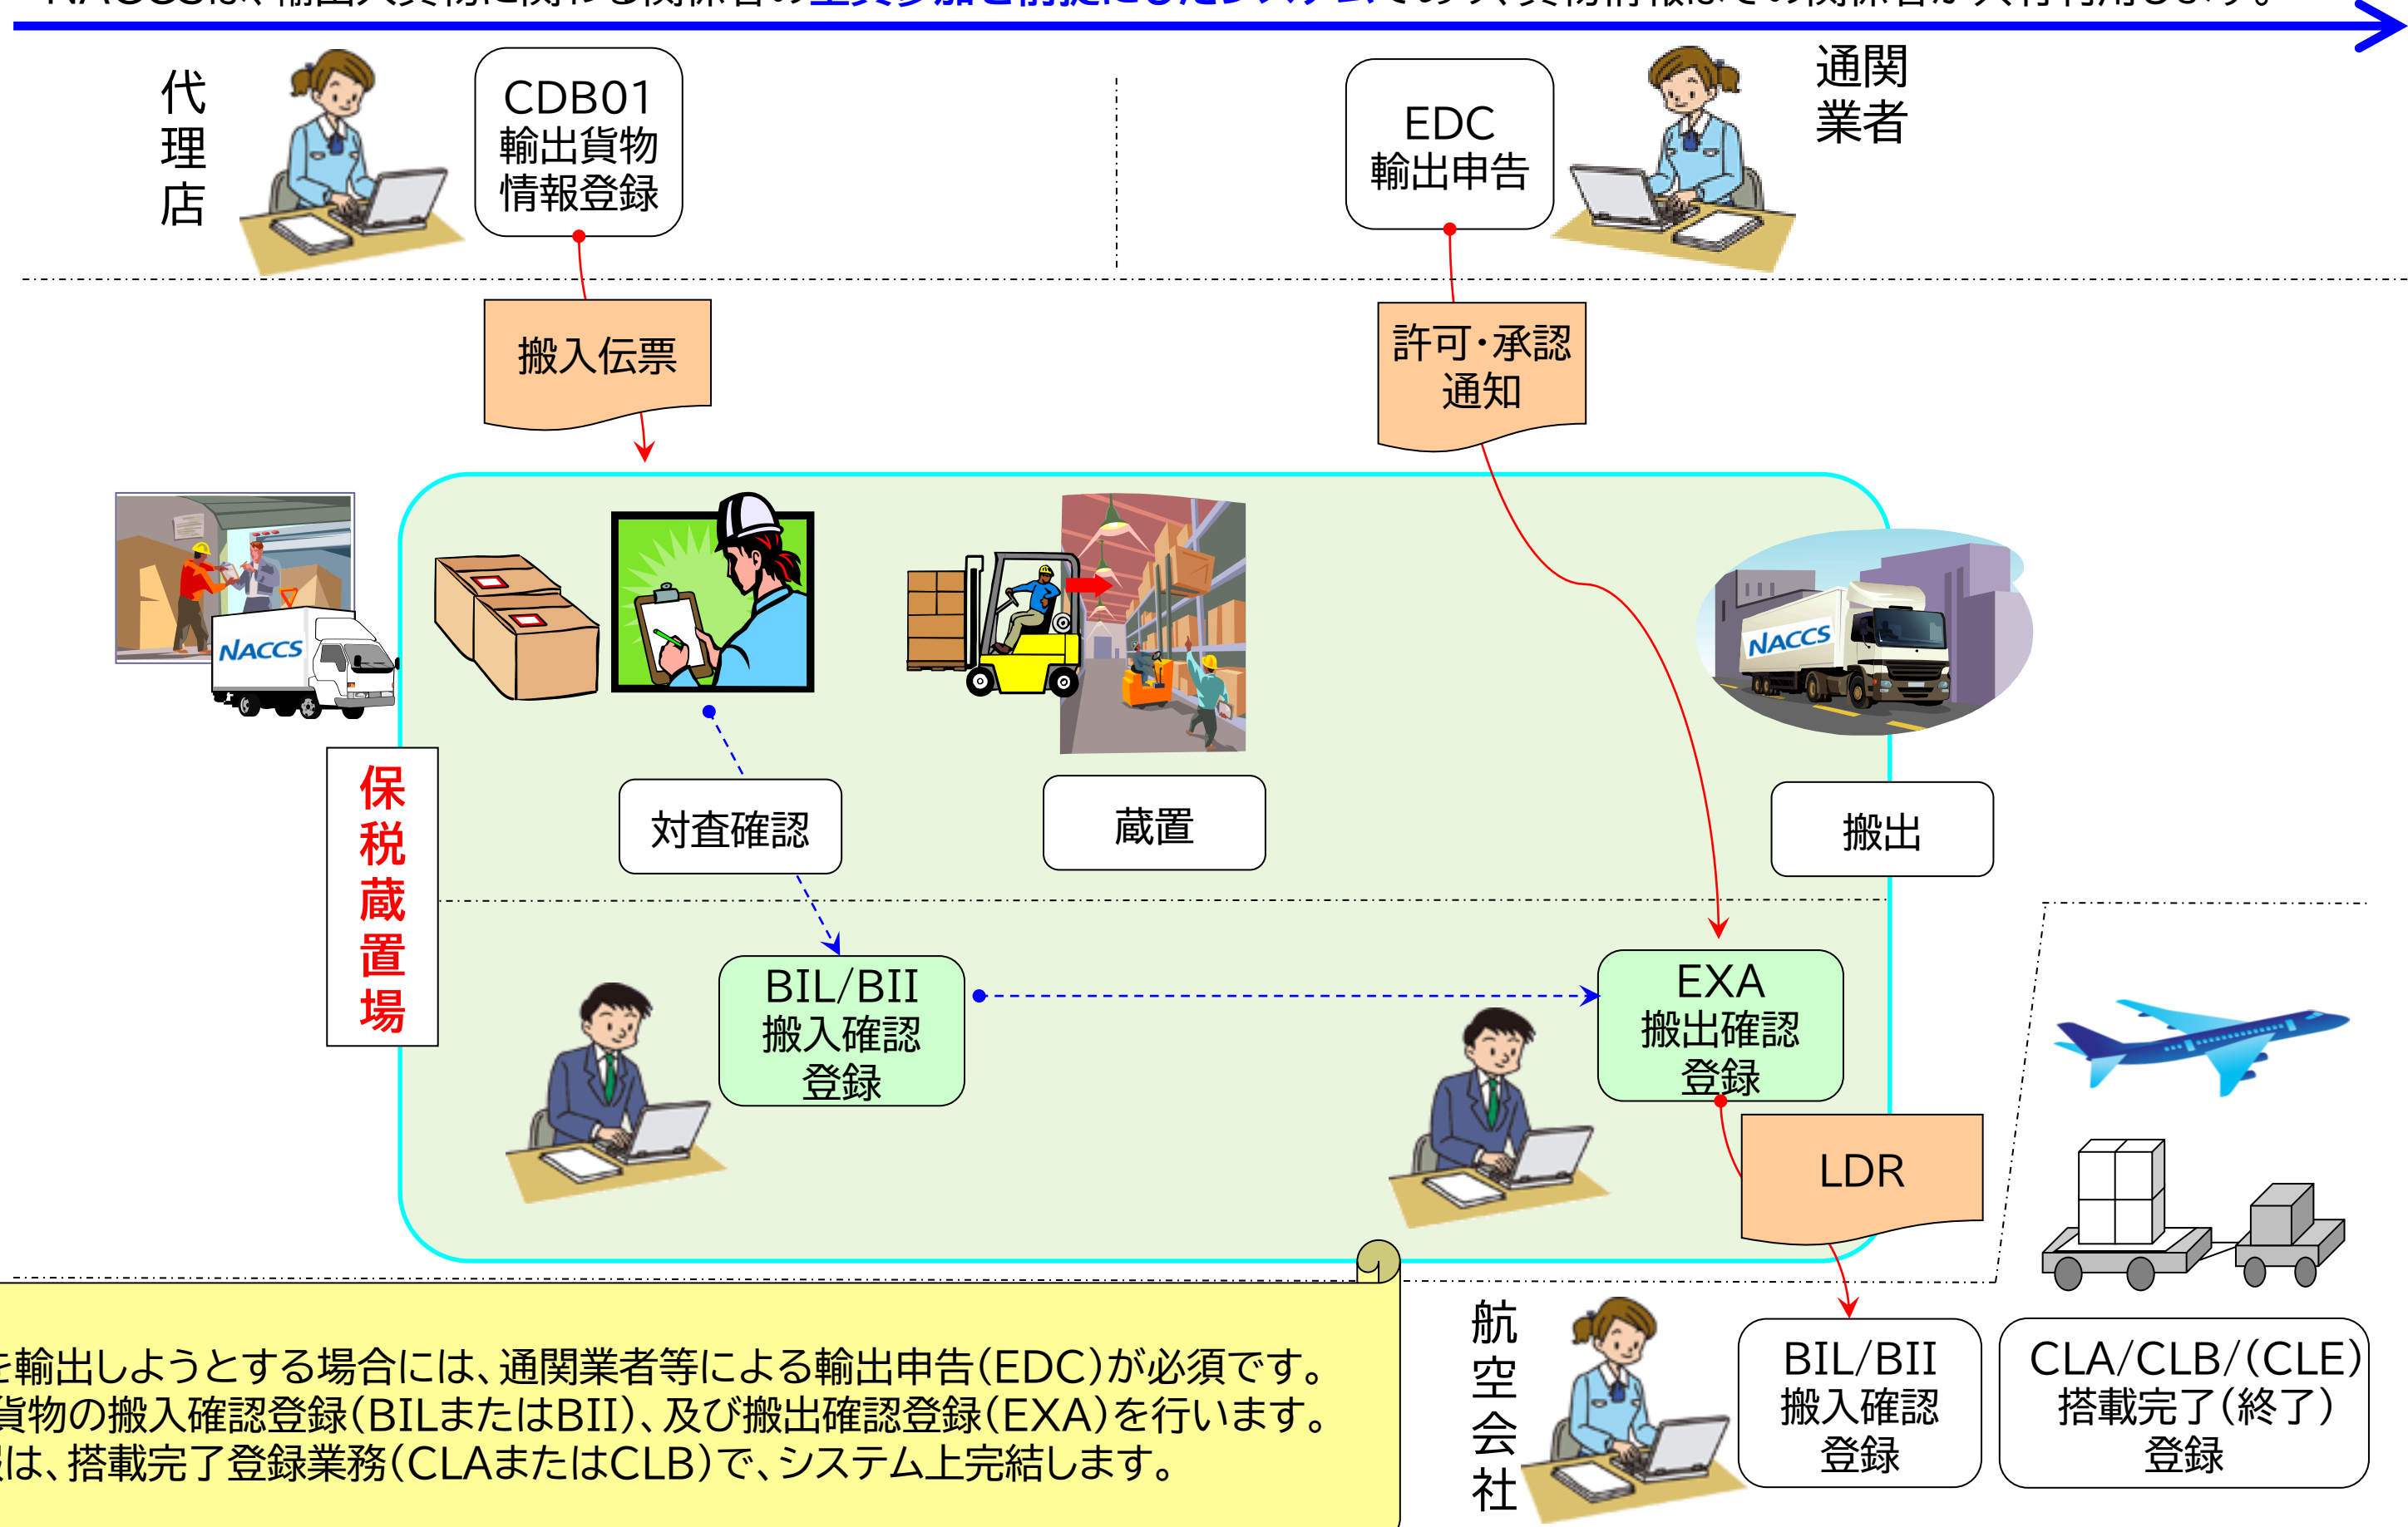 代理店
CDB01
輸出貨物
情報登録
EDC
輸出申告
通関
業者
搬入伝票
許可・承認
通知
NACCS
NACCS
保税蔵置場
対査確認
蔵置
搬出
BIL/BII
搬入確認
登録
EXA
搬出確認
登録
LDR
を輸出しようとする場合には、通関業者等による輸出申告(EDC)が必須です。
貨物の搬入確認登録(BILまたはBII)、及び搬出確認登録(EXA)を行います。
は、搭載完了登録業務(CLAまたはCLB)で、システム上完結します。
航空会社
BIL/BII
搬入確認
登録
CLA/CLB/(CLE)
搭載完了(終了)
登録